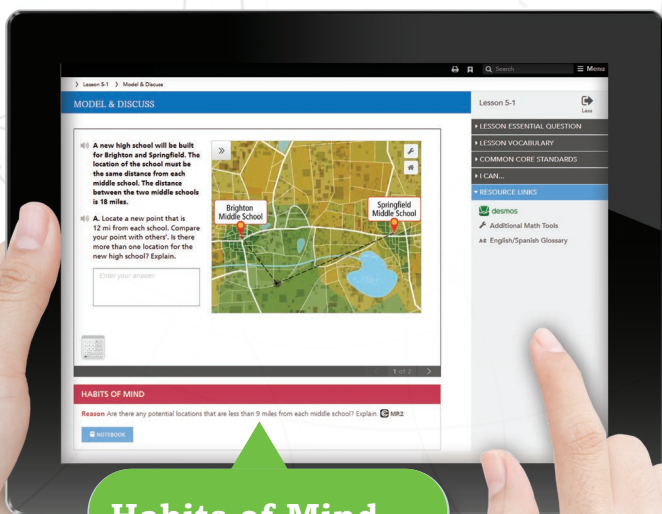 Search
Menu
Lesson 5-1 Model & Discuss
MODEL & DISCUSS
Lesson 5-1
Less
A new high school will be built
for Brighton and Springfield. The
location of the school must be
the same distance from each
middle school. The distance
between the two middle schools
is 18 miles.
A. Locate a new point that is
12 mi from each school. Compare
your point with others'. Is there
more than one location for the
new high school? Explain.
Enter your answer
Brighton
Middle School
Springfield
Middle School
1 of 2
HABITS OF MIND
Reason Are there any potential locations that are less than 9 miles from each middle school? Explain. MP.2
NOTEBOOK
LESSON ESSENTIAL QUESTION
LESSON VOCABULARY
COMMON CORE STANDARDS
I CAN...
RESOURCE LINKS
desmos
Additional Math Tools
English/Spanish Glossary
Habits of Mind